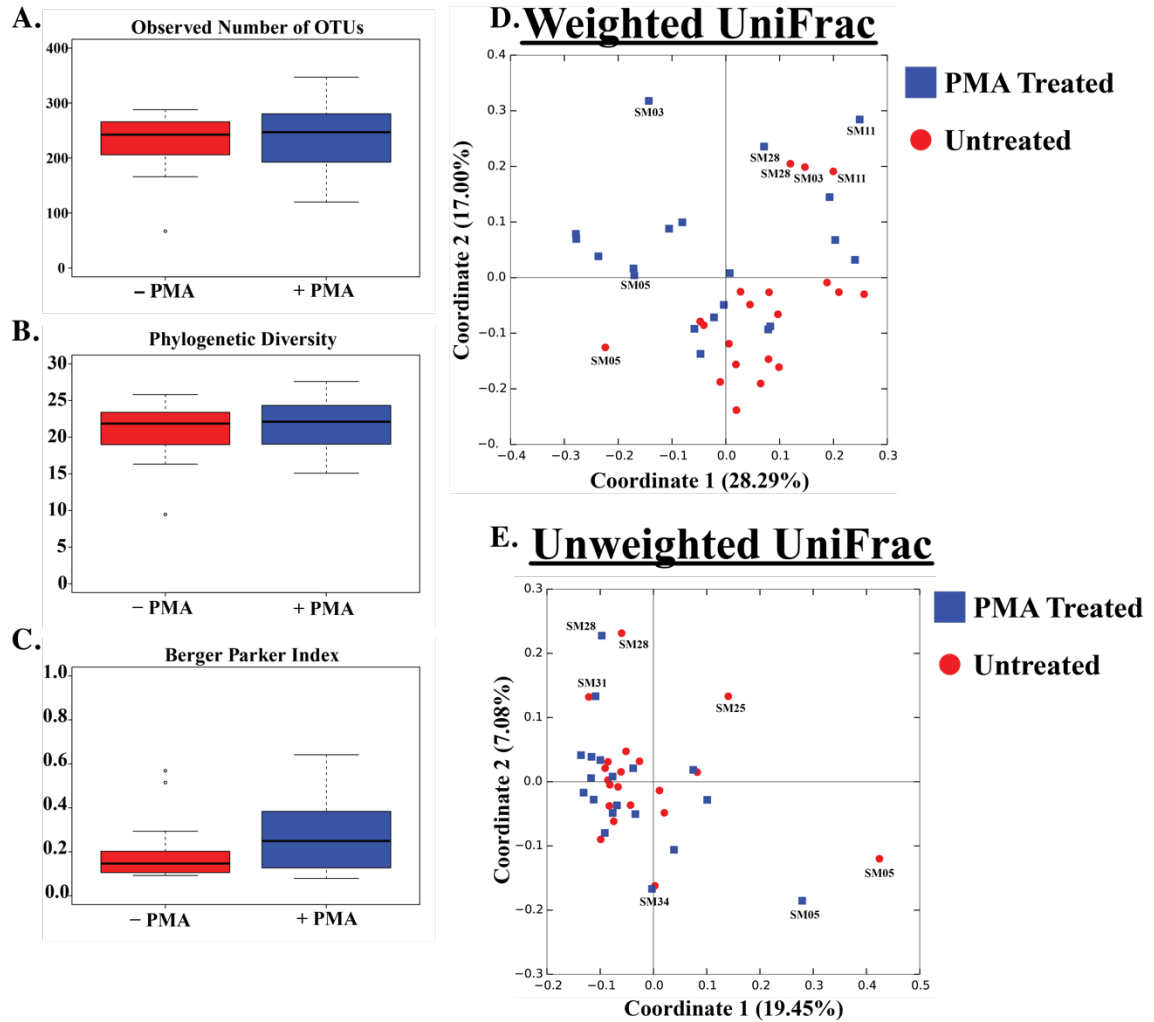 A.
Observed Number of OTUs
400
300
200
100
0
– PMA
+ PMA
B.
Phylogenetic Diversity
30
25
20
15
10
5
0
– PMA
+ PMA
C.
Berger Parker Index
1.0
0.8
0.6
0.4
0.2
0.0
– PMA
+ PMA
D. Weighted UniFrac
0.4
0.3
0.2
0.1
0.0
−0.1
−0.2
−0.
−0.4
−0.3
−0.2
−0.1
0.0
0.1
0.2
0.3
Coordinate 2 (17.00%)
Coordinate 1 (28.29%)
SM03
SM11
SM28
SM28
SM03
SM11
SM05
SM05
PMA Treated
Untreated
E. Unweighted UniFrac
0.3
0.2
0.1
0.0
−0.1
−0.2
−0.3
−0.2
−0.1
0.0
0.1
0.2
0.3
0.4
0.5
Coordinate 2 (7.08%)
Coordinate 1 (19.45%)
SM28
SM28
SM31
SM25
SM05
SM34
SM05
PMA Treated
Untreated